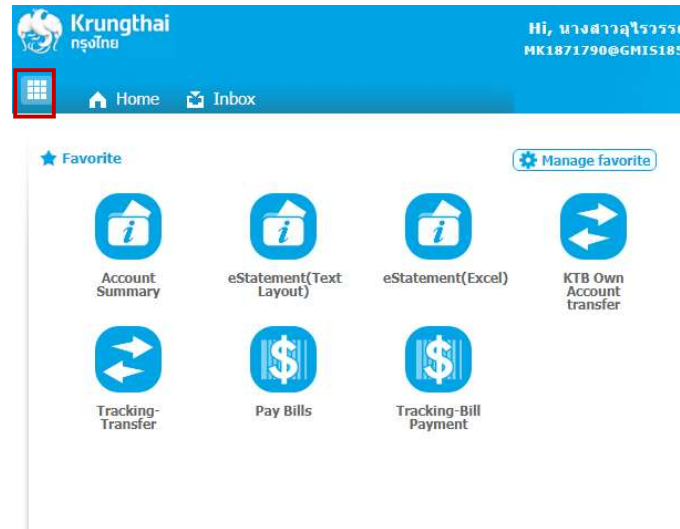 Krungthai
กรุงไทย
Hi, นางสาวอุไรวรรณ
MK1871790@GMIS185
Home Inbox
Favorite
Manage favorite
Account
Summary
eStatement(Text
Layout)
eStatement(Excel)
KTB Own
Account
transfer
Tracking-
Transfer
Pay Bills
Tracking-Bill
Payment